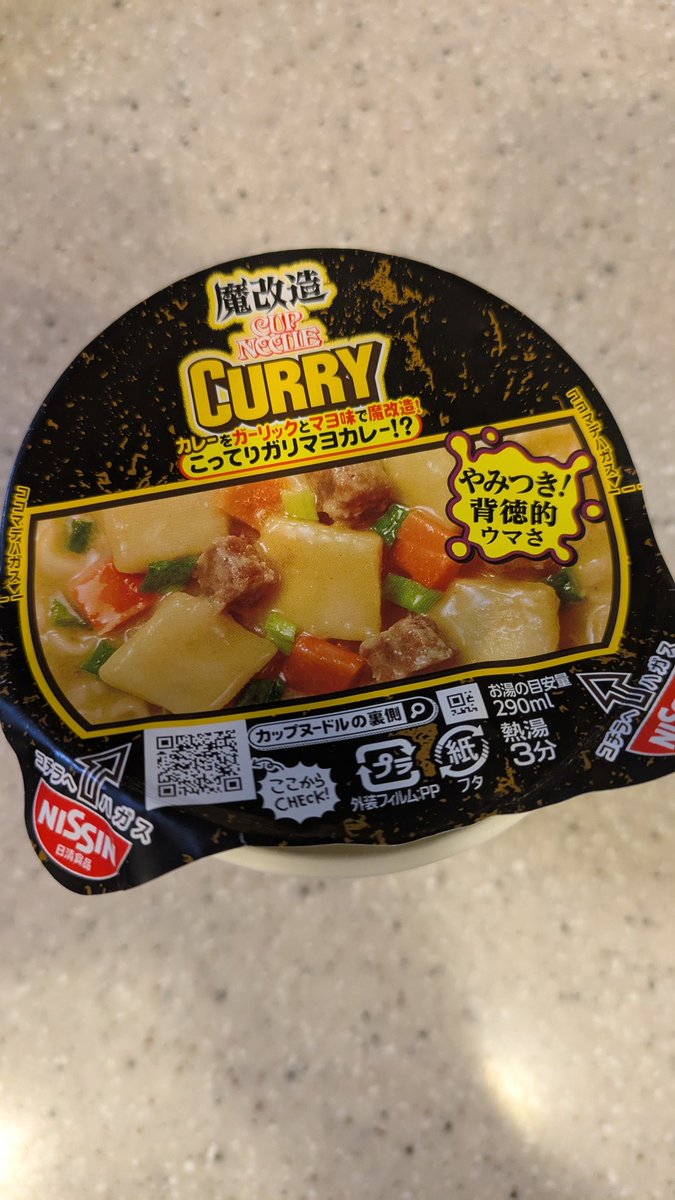 魔改造
CUP
NOODLE
CURRY
カレーをガーリックとマヨ味で魔改造!
こってりガリマヨカレー!?
やみつき!
背徳的
ウマさ
ココマデハガス
ココマデハガス
カップヌードルの裏側
ここから
CHECK!
プラ
外装フィルム:PP
紙
フタ
お湯の目安量
290ml
熱湯
3分
コチラヘハガス
NISSIN
日清食品
コチラヘハガス